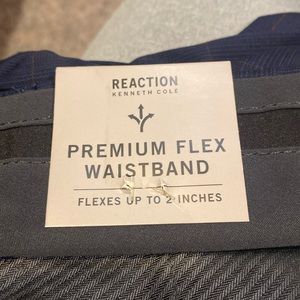 REACTION
KENNETH COLE
PREMIUM FLEX
WAISTBAND
FLEXES UP TO 2 INCHES